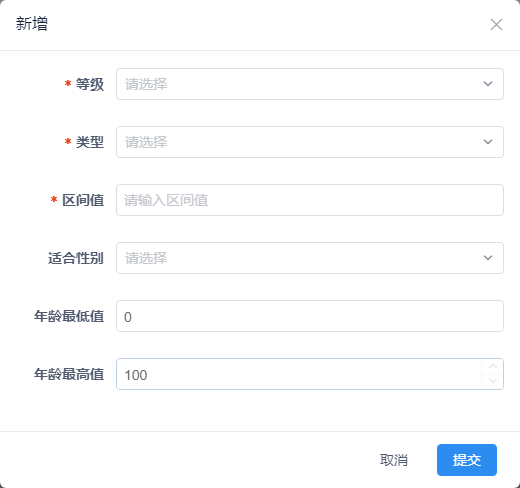 新增
* 等级 请选择
* 类型 请选择
* 区间值 请输入区间值
适合性别 请选择
年龄最低值 0
年龄最高值 100
取消 提交